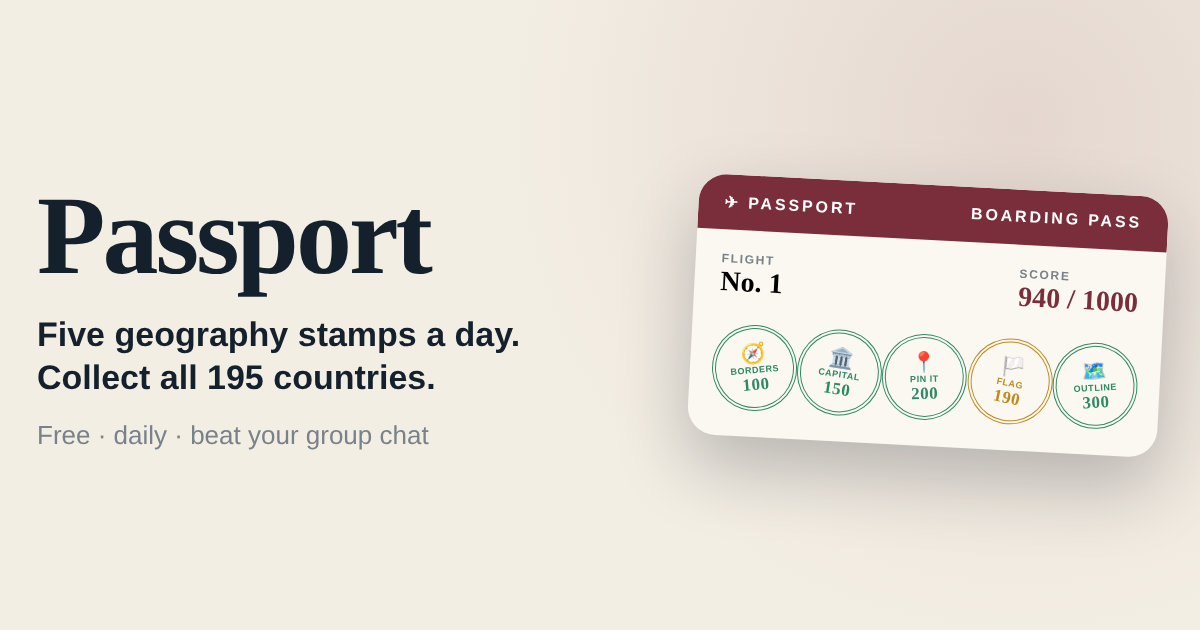 Passport
Five geography stamps a day.
Collect all 195 countries.
Free · daily · beat your group chat
✈ PASSPORT
BOARDING PASS
FLIGHT
No. 1
SCORE
940 / 1000
BORDERS
100
CAPITAL
150
PIN IT
200
FLAG
190
OUTLINE
300